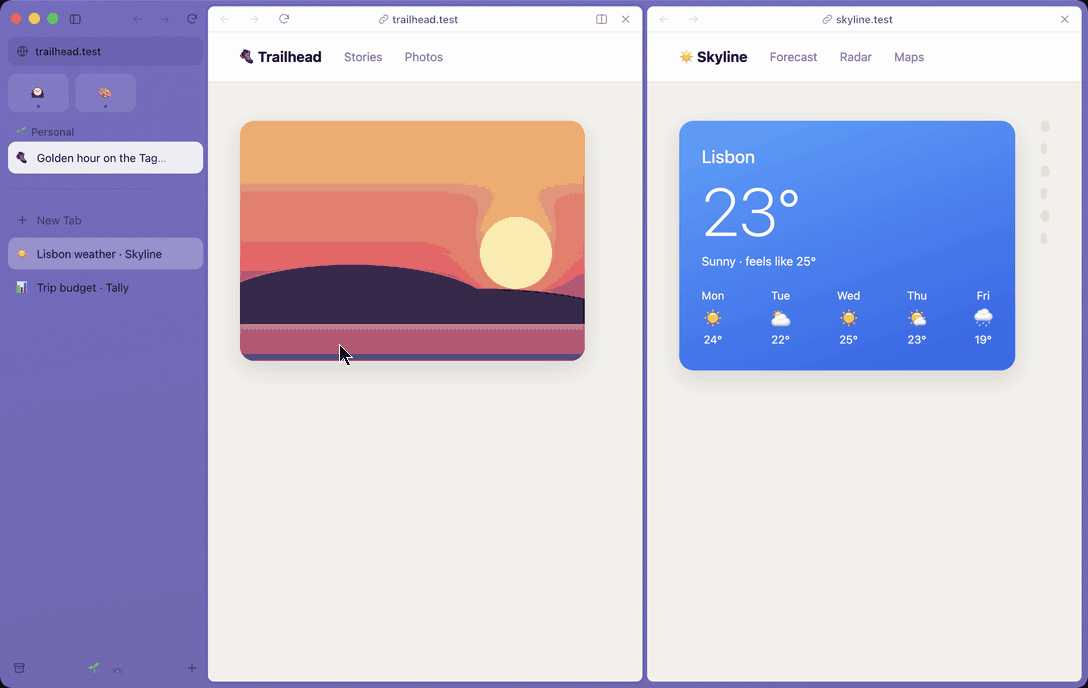 trailhead.test
Personal
Golden hour on the Tag...
New Tab
Lisbon weather · Skyline
Trip budget · Tally
trailhead.test
Trailhead Stories Photos
skyline.test
Skyline Forecast Radar Maps
Lisbon
23°
Sunny · feels like 25°
Mon Tue Wed Thu Fri
24° 22° 25° 23° 19°